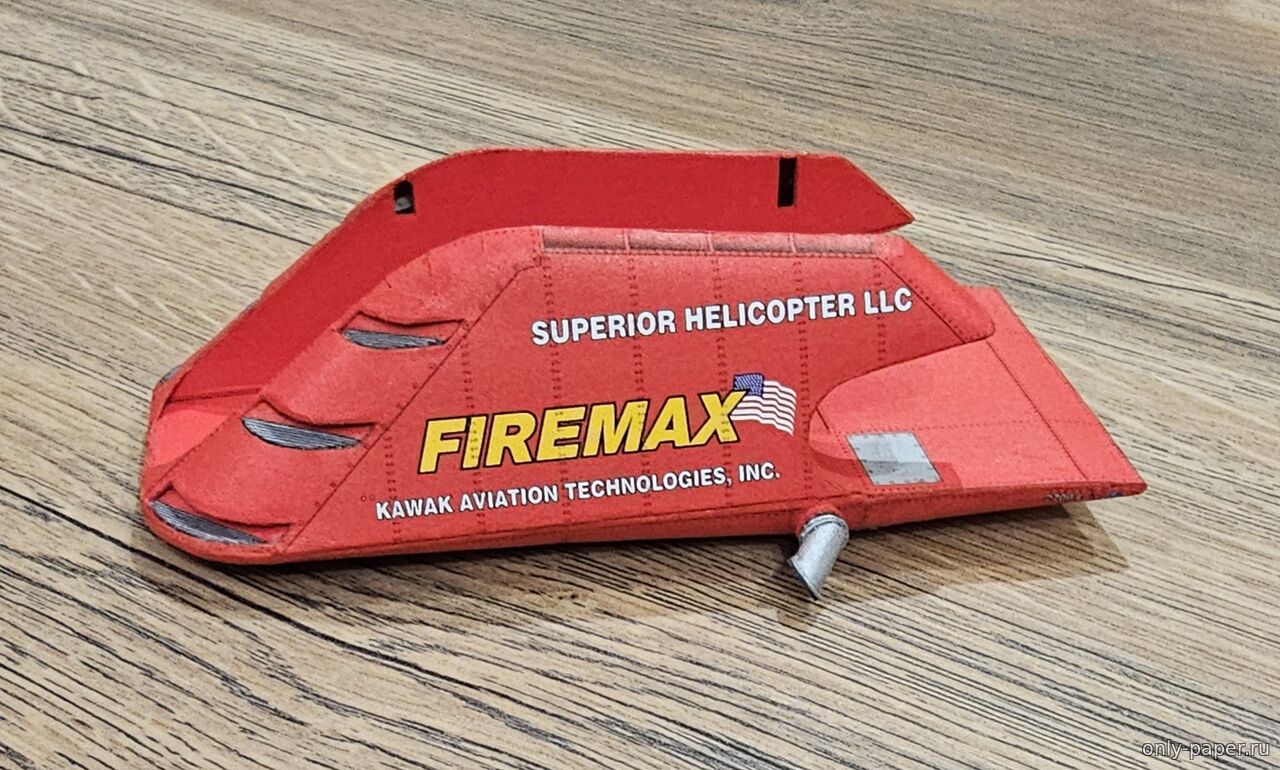 SUPERIOR HELICOPTER LLC
FIREMAX
KAWAK AVIATION TECHNOLOGIES, INC.
only-paper.ru